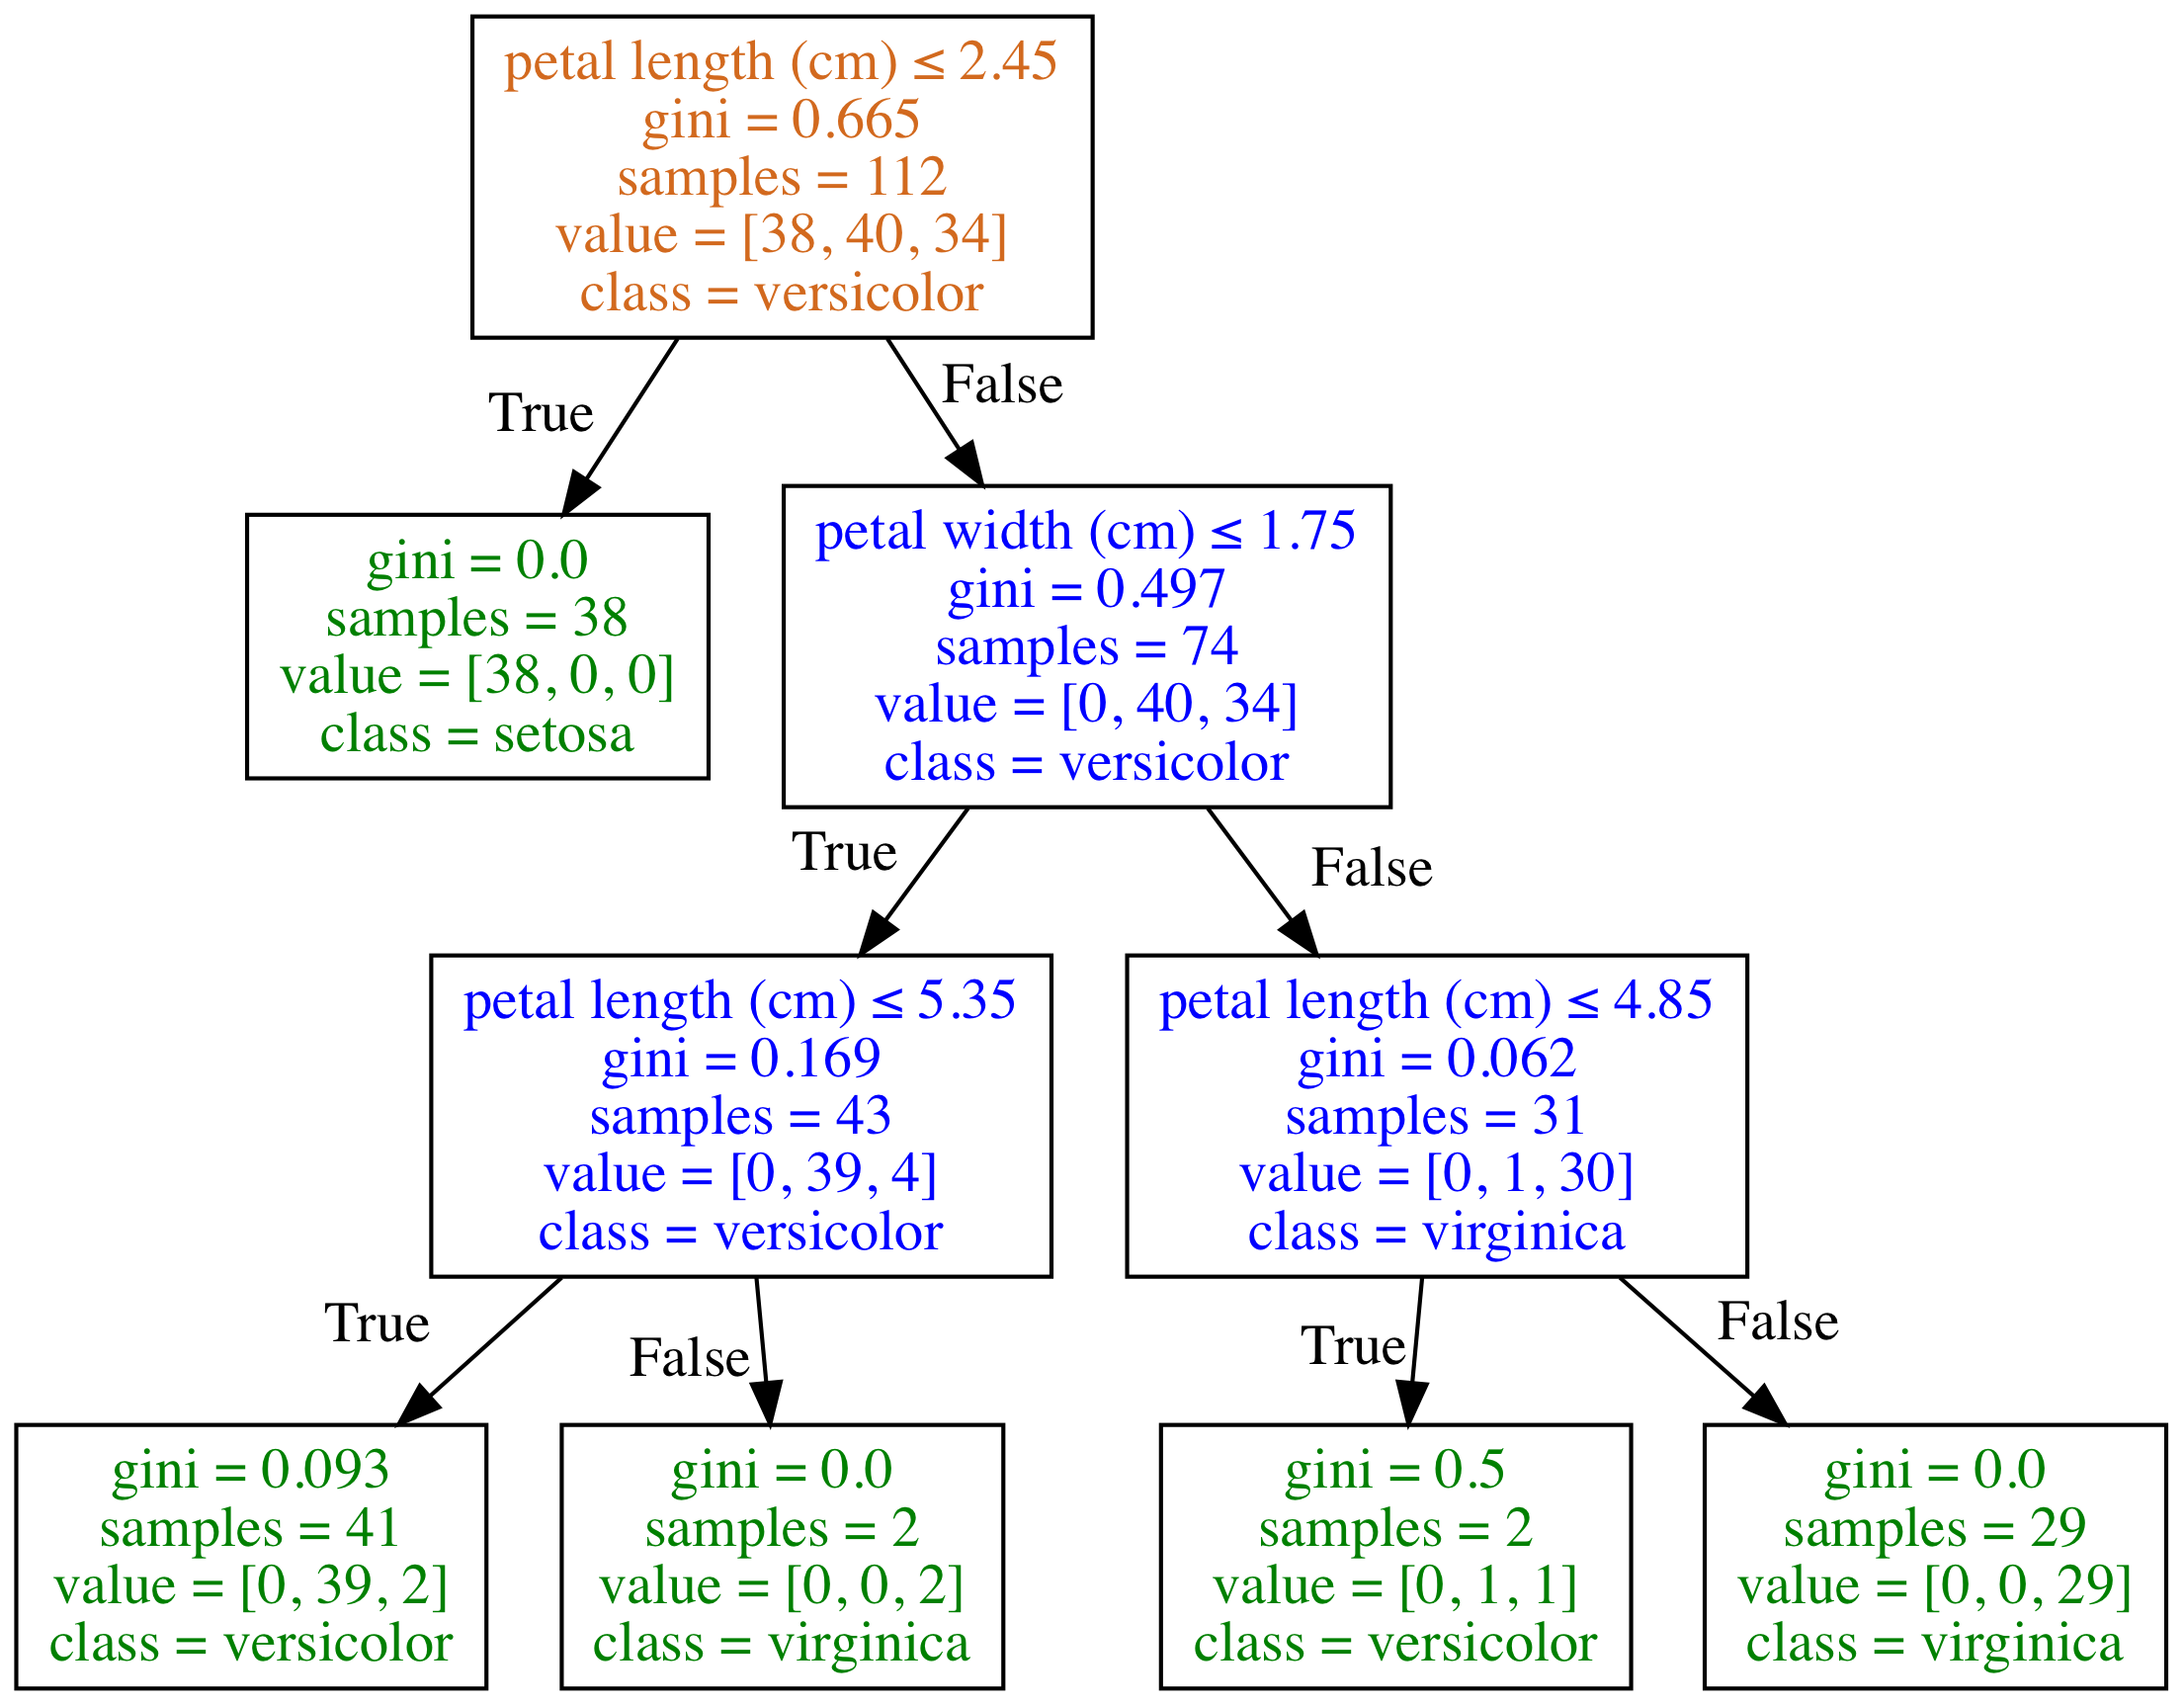 petal length (cm) ≤ 2.45
gini = 0.665
samples = 112
value = [38, 40, 34]
class = versicolor
True
False
gini = 0.0
samples = 38
value = [38, 0, 0]
class = setosa
petal width (cm) ≤ 1.75
gini = 0.497
samples = 74
value = [0, 40, 34]
class = versicolor
True
False
petal length (cm) ≤ 5.35
gini = 0.169
samples = 43
value = [0, 39, 4]
class = versicolor
petal length (cm) ≤ 4.85
gini = 0.062
samples = 31
value = [0, 1, 30]
class = virginica
True
False
True
False
gini = 0.093
samples = 41
value = [0, 39, 2]
class = versicolor
gini = 0.0
samples = 2
value = [0, 0, 2]
class = virginica
gini = 0.5
samples = 2
value = [0, 1, 1]
class = versicolor
gini = 0.0
samples = 29
value = [0, 0, 29]
class = virginica